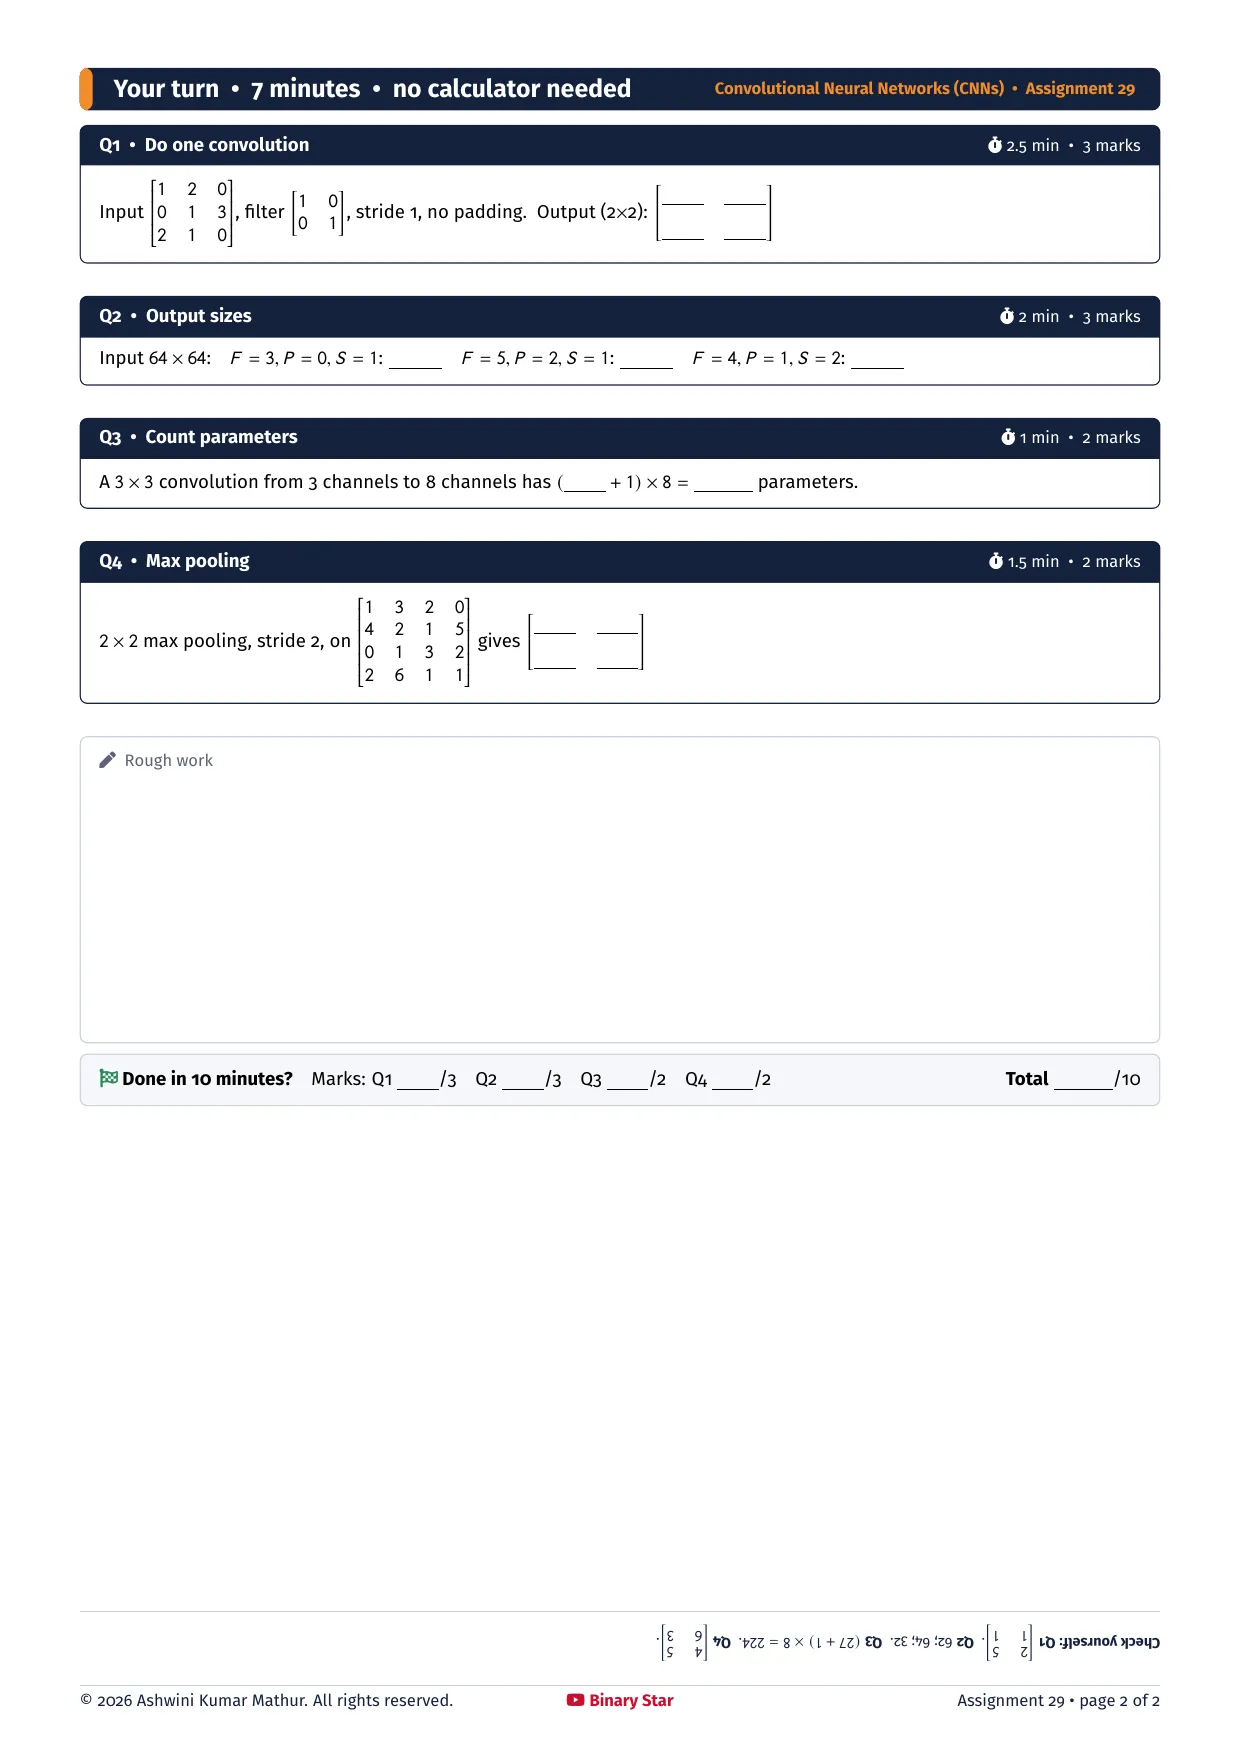 Your turn • 7 minutes • no calculator needed
Convolutional Neural Networks (CNNs) • Assignment 29
Q1 • Do one convolution
2.5 min • 3 marks
Input [1 2 0; 0 1 3; 2 1 0], filter [1 0; 0 1], stride 1, no padding. Output (2×2): [____ ____; ____ ____]
Q2 • Output sizes
2 min • 3 marks
Input 64 × 64: F = 3, P = 0, S = 1: _____ F = 5, P = 2, S = 1: _____ F = 4, P = 1, S = 2: _____
Q3 • Count parameters
1 min • 2 marks
A 3 × 3 convolution from 3 channels to 8 channels has (____ + 1) × 8 = ______ parameters.
Q4 • Max pooling
1.5 min • 2 marks
2 × 2 max pooling, stride 2, on [1 3 2 0; 4 2 1 5; 0 1 3 2; 2 6 1 1] gives [____ ____; ____ ____]
Rough work
Done in 10 minutes? Marks: Q1 ____/3 Q2 ____/3 Q3 ____/2 Q4 ____/2
Total ______/10
Check yourself: Q1 [2 5; 1 1]. Q2 62; 64; 32. Q3 (27 + 1) × 8 = 224. Q4 [4 5; 6 3].
© 2026 Ashwini Kumar Mathur. All rights reserved.
Binary Star
Assignment 29 • page 2 of 2